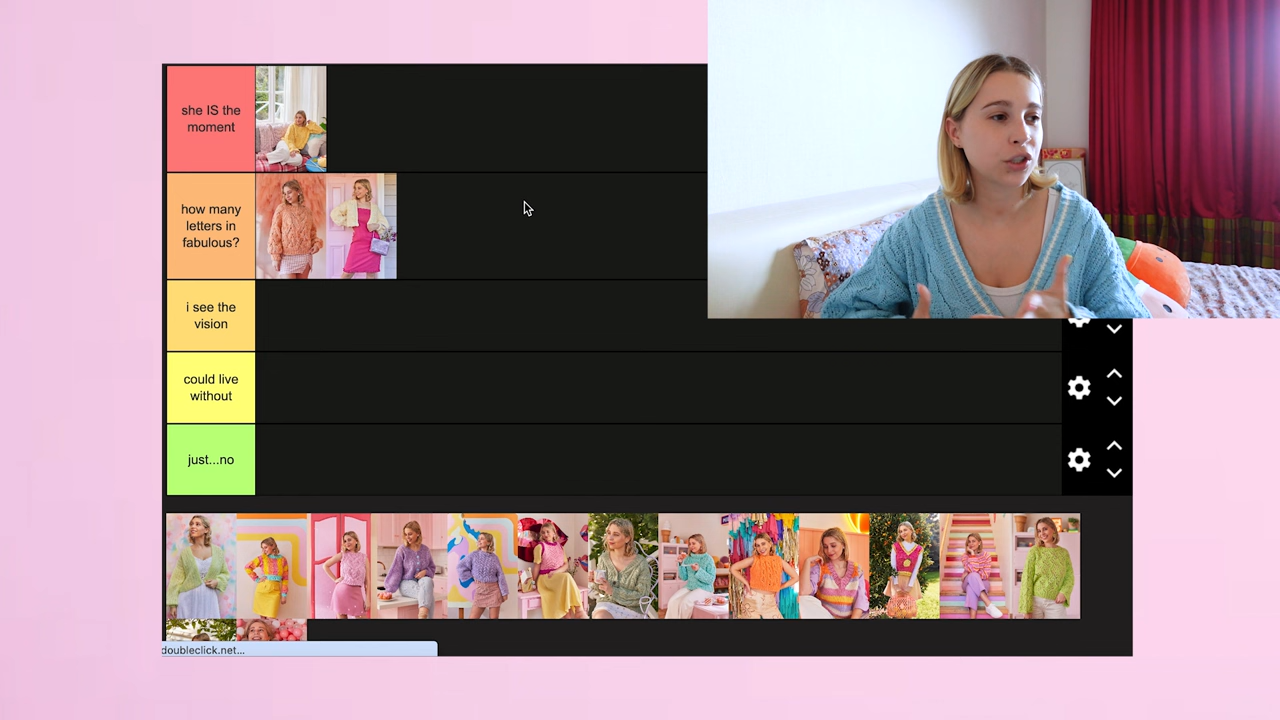 she IS the
moment
how many
letters in
fabulous?
i see the
vision
could live
without
just...no
doubleclick.net...